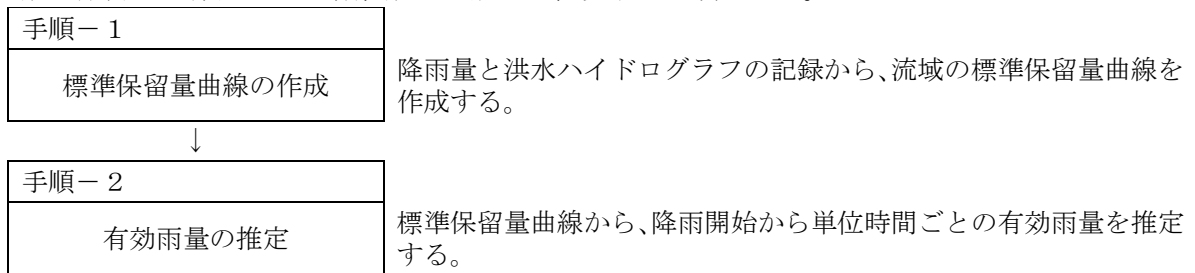 手順－１
標準保留量曲線の作成
降雨量と洪水ハイドログラフの記録から、流域の標準保留量曲線を
作成する。
↓
手順－２
有効雨量の推定
標準保留量曲線から、降雨開始から単位時間ごとの有効雨量を推定
する。